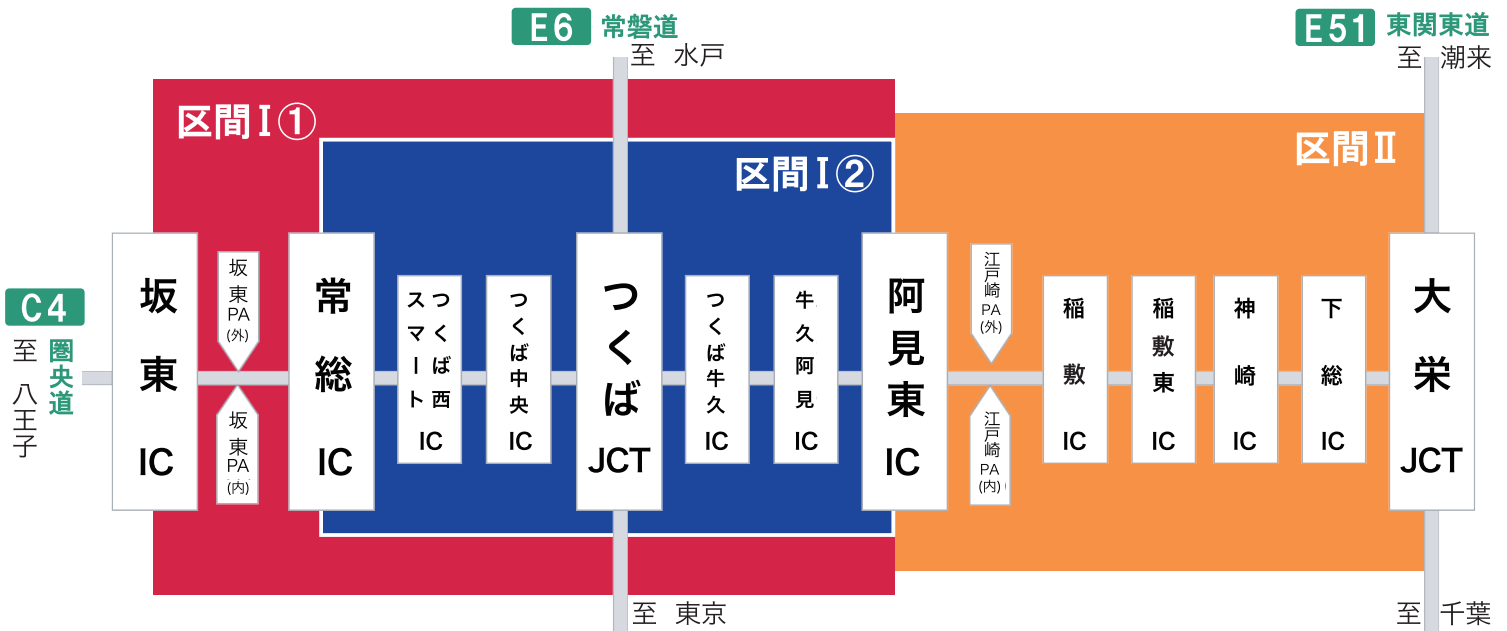 E6 常磐道
至 水戸
E51 東関東道
至 潮来
区間Ⅰ①
区間Ⅰ②
区間Ⅱ
C4
圏央道
至 八王子
坂東IC
坂東PA(外)
坂東PA(内)
常総IC
つくば西
スマートIC
つくば中央IC
つくばJCT
つくば牛久IC
牛久阿見IC
阿見東IC
江戸崎PA(外)
江戸崎PA(内)
稲敷IC
稲敷東IC
神崎IC
下総IC
大栄JCT
至 東京
至 千葉